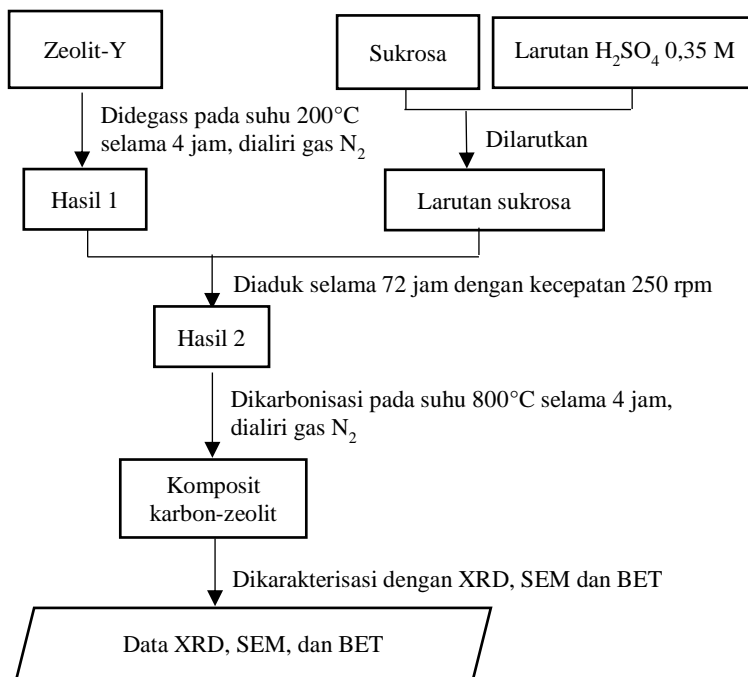 Zeolit-Y
Sukrosa
Larutan H₂SO₄ 0,35 M
Didegass pada suhu 200°C
selama 4 jam, dialiri gas N₂
Dilarutkan
Hasil 1
Larutan sukrosa
Diaduk selama 72 jam dengan kecepatan 250 rpm
Hasil 2
Dikarbonisasi pada suhu 800°C selama 4 jam,
dialiri gas N₂
Komposit
karbon-zeolit
Dikarakterisasi dengan XRD, SEM dan BET
Data XRD, SEM, dan BET